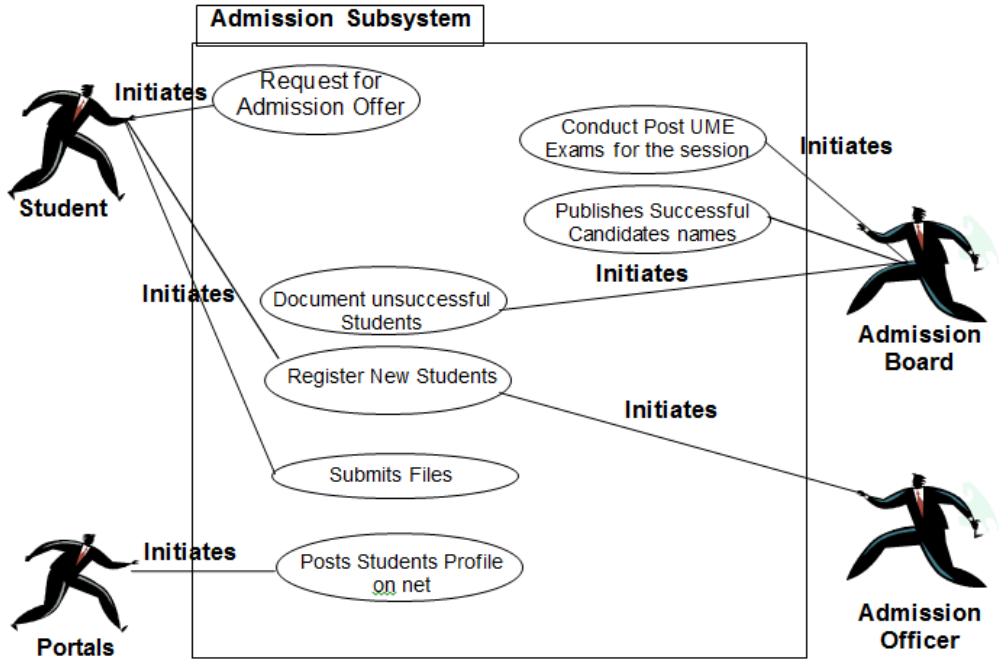 Admission Subsystem
Initiates
Request for
Admission Offer
Conduct Post UME
Exams for the session
Initiates
Student
Publishes Successful
Candidates names
Initiates
Initiates
Document unsuccessful
Students
Admission
Board
Register New Students
Initiates
Submits Files
Initiates
Posts Students Profile
on net
Portals
Admission
Officer